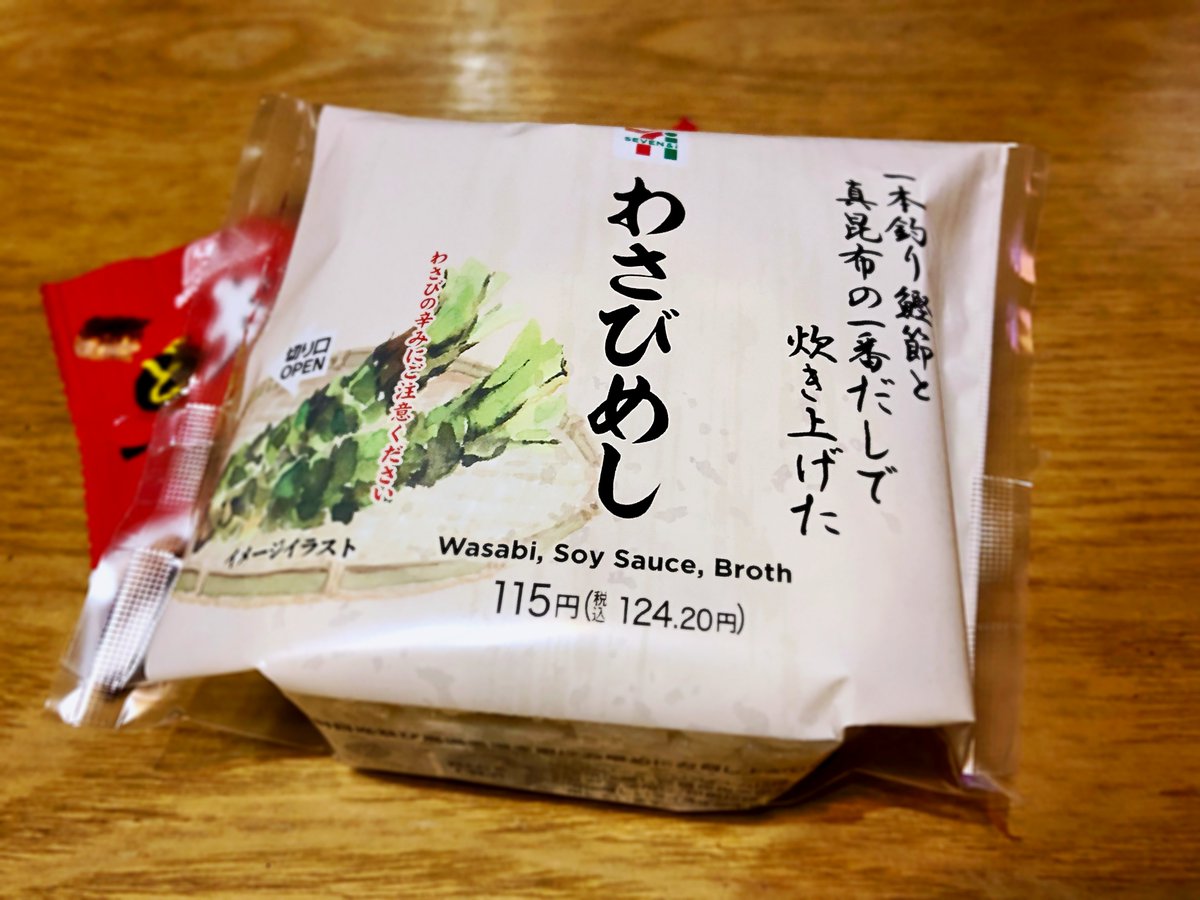 SEVEN&i
一本釣り鰹節と
真昆布の一番だしで
炊き上げた
わさびめし
わさびの辛みにご注意ください
切り口
OPEN
イメージイラスト
Wasabi, Soy Sauce, Broth
115円(税込 124.20円)
と